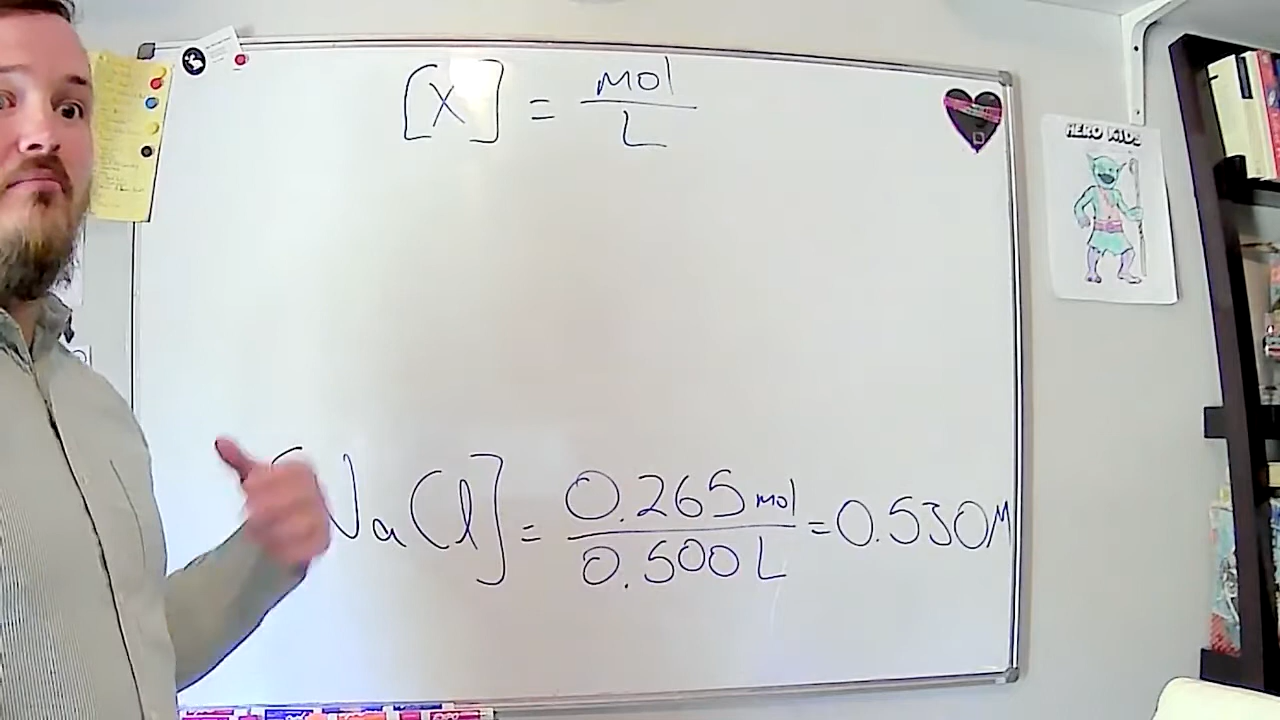 [X] = mol
L
HERO KIDS
[NaCl] = 0.265 mol = 0.530 M
0.500 L